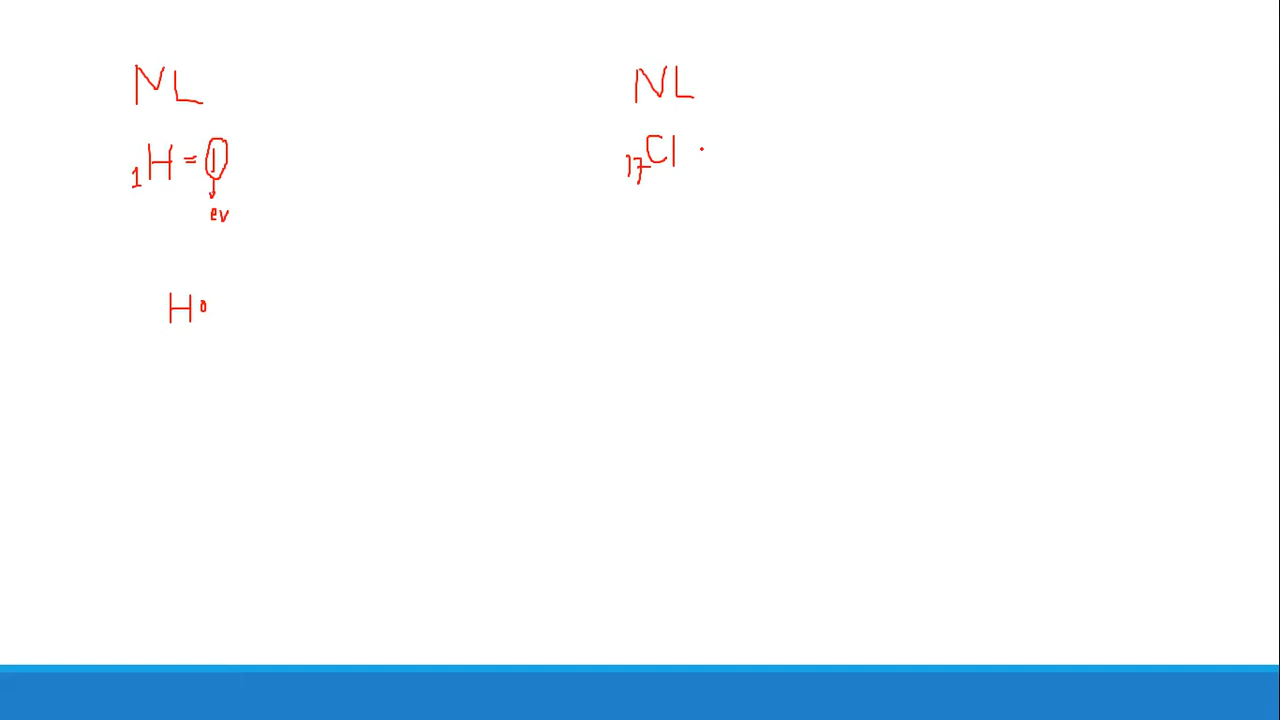 NL
₁H = 1
ev
H
NL
₁₇Cl